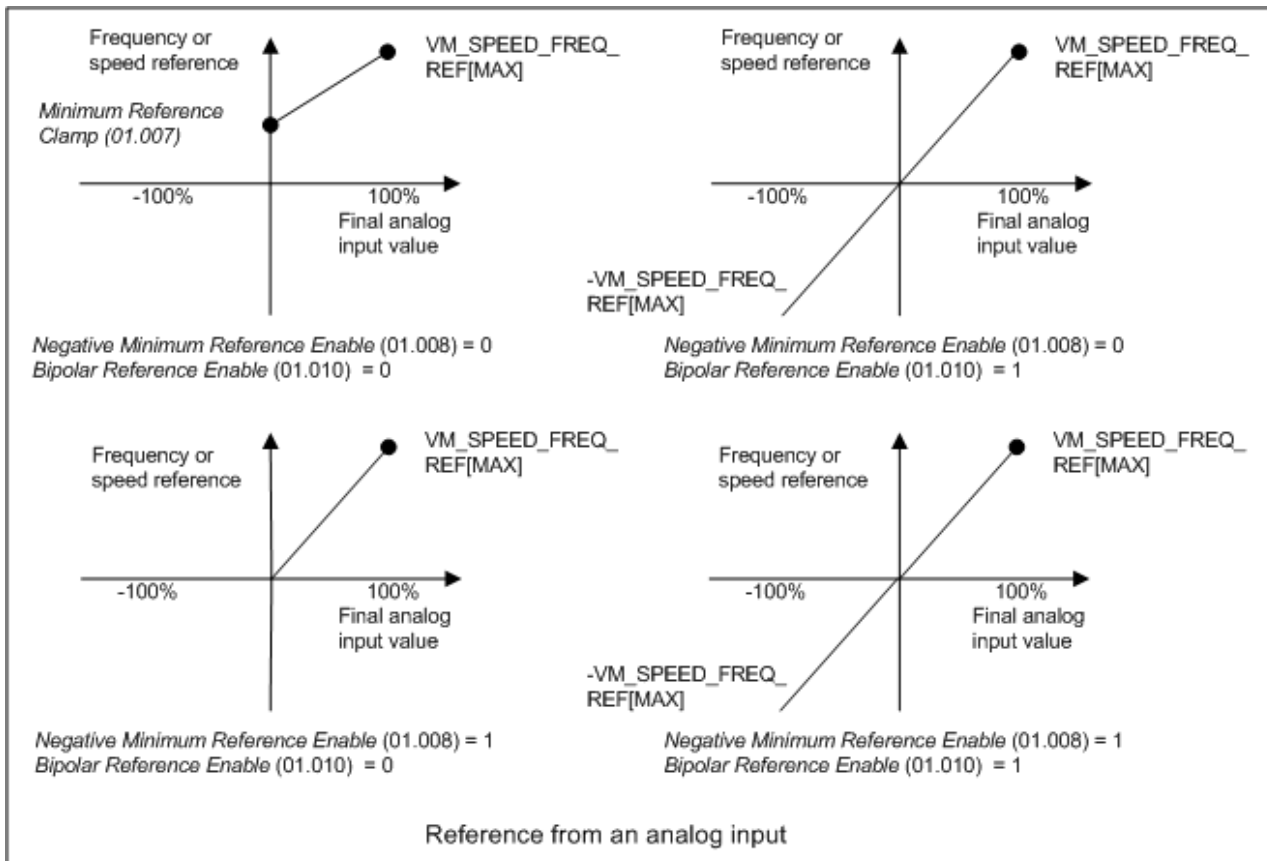 Frequency or
speed reference
VM_SPEED_FREQ_
REF[MAX]
Minimum Reference
Clamp (01.007)
-100%
100%
Final analog
input value
Negative Minimum Reference Enable (01.008) = 0
Bipolar Reference Enable (01.010) = 0
Frequency or
speed reference
VM_SPEED_FREQ_
REF[MAX]
-100%
100%
Final analog
input value
-VM_SPEED_FREQ_
REF[MAX]
Negative Minimum Reference Enable (01.008) = 0
Bipolar Reference Enable (01.010) = 1
Frequency or
speed reference
VM_SPEED_FREQ_
REF[MAX]
-100%
100%
Final analog
input value
Negative Minimum Reference Enable (01.008) = 1
Bipolar Reference Enable (01.010) = 0
Frequency or
speed reference
VM_SPEED_FREQ_
REF[MAX]
-100%
100%
Final analog
input value
-VM_SPEED_FREQ_
REF[MAX]
Negative Minimum Reference Enable (01.008) = 1
Bipolar Reference Enable (01.010) = 1
Reference from an analog input